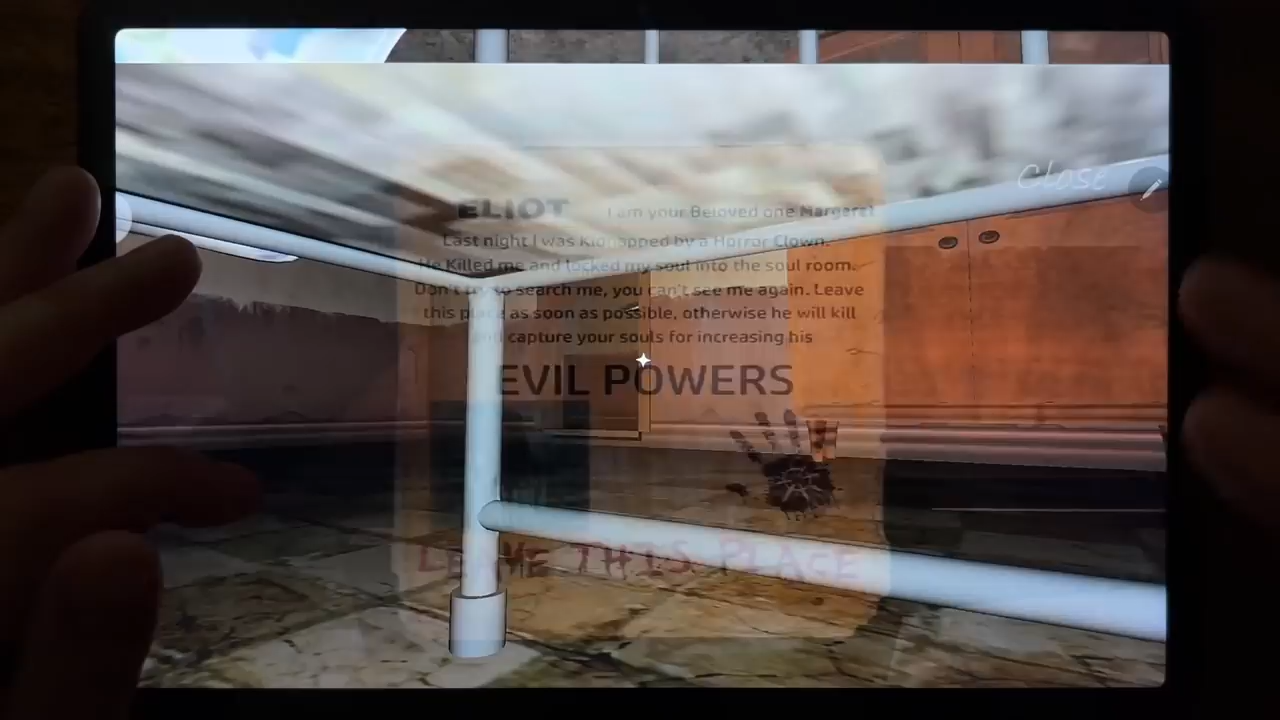 Close
ELIOT I am your Beloved one Margaret
Last night I was Kidnapped by a Horror Clown.
He Killed me and locked my soul into the soul room.
Don't try to search me, you can't see me again. Leave
this place as soon as possible, otherwise he will kill
and capture your souls for increasing his
EVIL POWERS
LEAVE THIS PLACE